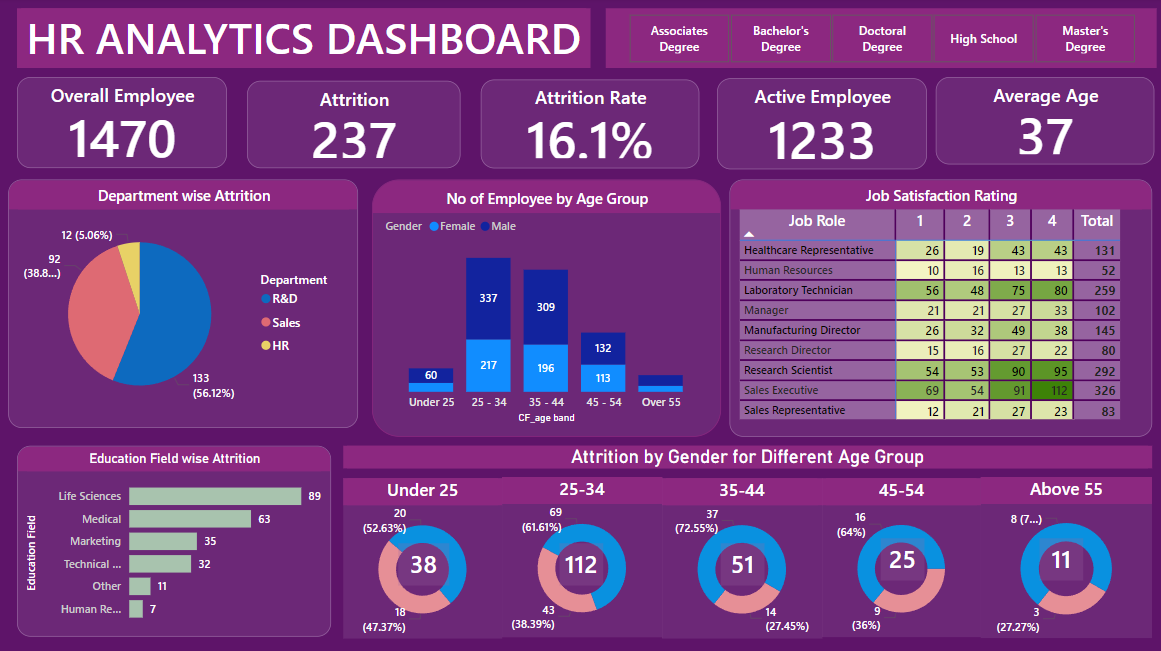 HR ANALYTICS DASHBOARD
Associates Degree
Bachelor's Degree
Doctoral Degree
High School
Master's Degree
Overall Employee
1470
Attrition
237
Attrition Rate
16.1%
Active Employee
1233
Average Age
37
Department wise Attrition
12 (5.06%)
92
(38.8...)
133
(56.12%)
Department
R&D
Sales
HR
No of Employee by Age Group
Gender Female Male
60
337
217
309
196
132
113
Under 25 25 - 34 35 - 44 45 - 54 Over 55
CF_age band
Job Satisfaction Rating
Job Role 1 2 3 4 Total
Healthcare Representative 26 19 43 43 131
Human Resources 10 16 13 13 52
Laboratory Technician 56 48 75 80 259
Manager 21 21 27 33 102
Manufacturing Director 26 32 49 38 145
Research Director 15 16 27 22 80
Research Scientist 54 53 90 95 292
Sales Executive 69 54 91 112 326
Sales Representative 12 21 27 23 83
Education Field wise Attrition
Education Field
Life Sciences 89
Medical 63
Marketing 35
Technical ... 32
Other 11
Human Re... 7
Attrition by Gender for Different Age Group
Under 25
20
(52.63%)
38
18
(47.37%)
25-34
69
(61.61%)
112
43
(38.39%)
35-44
37
(72.55%)
51
14
(27.45%)
45-54
16
(64%)
25
9
(36%)
Above 55
8 (7...)
11
3
(27.27%)